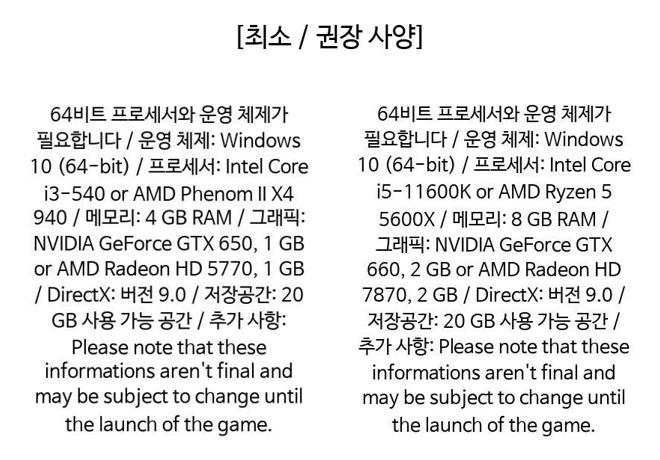 [최소 / 권장 사양]
64비트 프로세서와 운영 체제가
필요합니다 / 운영 체제: Windows
10 (64-bit) / 프로세서: Intel Core
i3-540 or AMD Phenom II X4
940 / 메모리: 4 GB RAM / 그래픽:
NVIDIA GeForce GTX 650, 1 GB
or AMD Radeon HD 5770, 1 GB
/ DirectX: 버전 9.0 / 저장공간: 20
GB 사용 가능 공간 / 추가 사항:
Please note that these
informations aren't final and
may be subject to change until
the launch of the game.
64비트 프로세서와 운영 체제가
필요합니다 / 운영 체제: Windows
10 (64-bit) / 프로세서: Intel Core
i5-11600K or AMD Ryzen 5
5600X / 메모리: 8 GB RAM /
그래픽: NVIDIA GeForce GTX
660, 2 GB or AMD Radeon HD
7870, 2 GB / DirectX: 버전 9.0 /
저장공간: 20 GB 사용 가능 공간 /
추가 사항: Please note that these
informations aren't final and
may be subject to change until
the launch of the game.